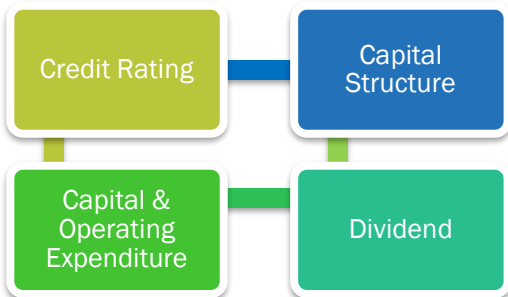 Credit Rating
Capital
Structure
Capital &
Operating
Expenditure
Dividend